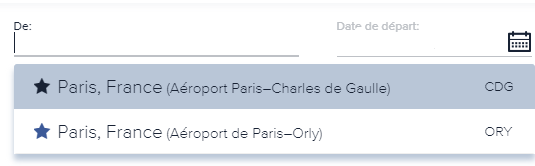 De: Date de départ:
Paris, France (Aéroport Paris–Charles de Gaulle) CDG
Paris, France (Aéroport de Paris–Orly) ORY